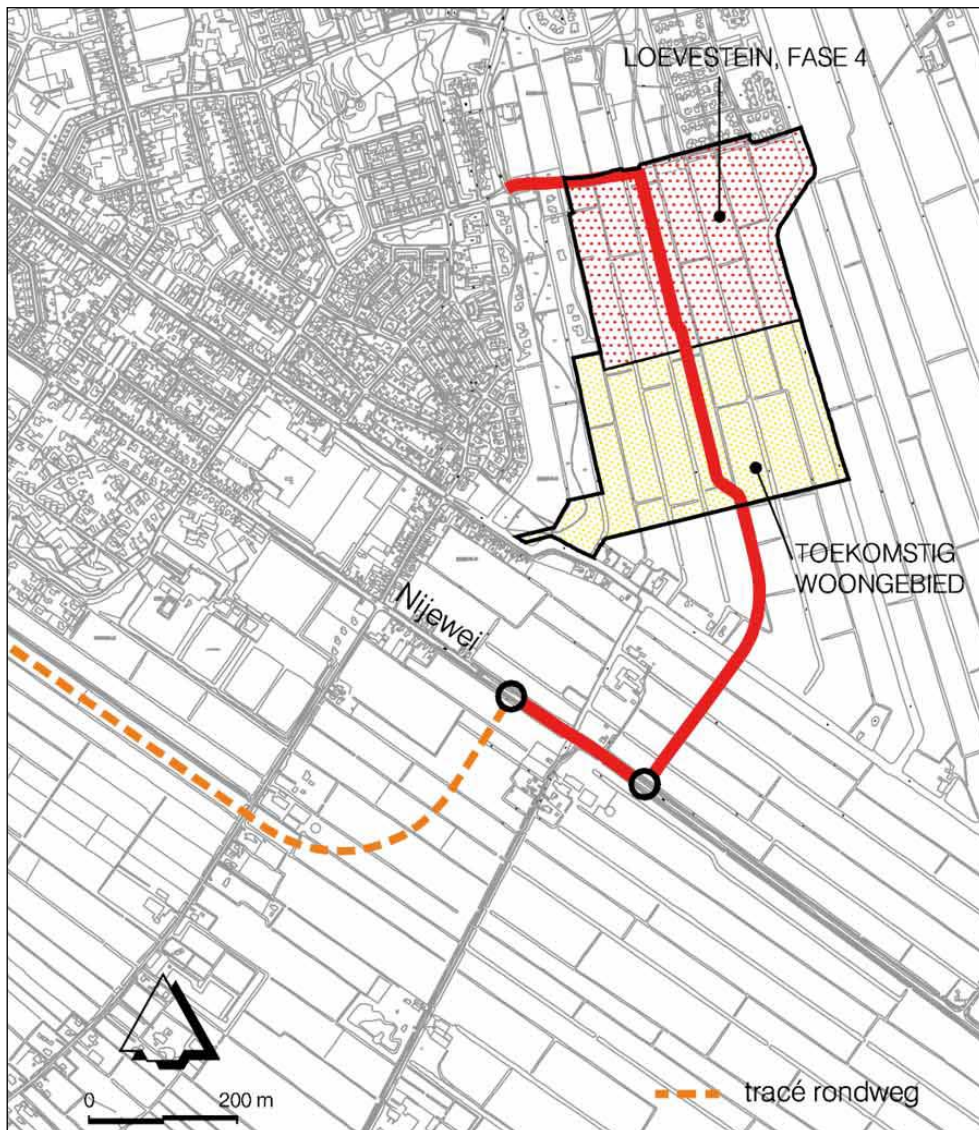 LOEVESTEIN, FASE 4
TOEKOMSTIG
WOONGEBIED
Nijewei
0 200 m
tracé rondweg